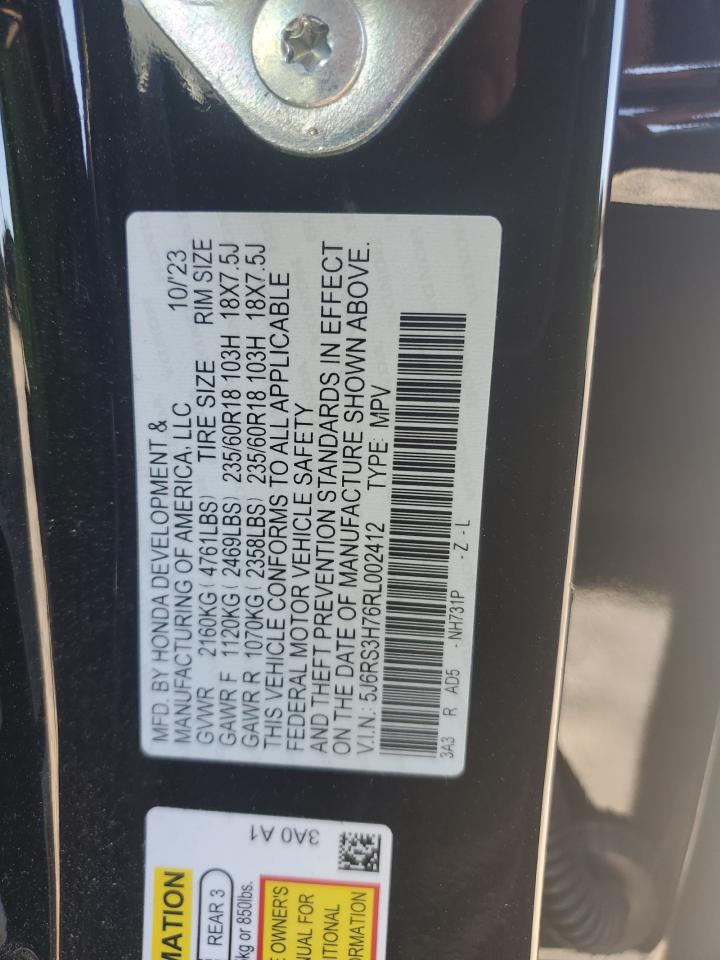 MFD. BY HONDA DEVELOPMENT &
MANUFACTURING OF AMERICA, LLC 10/'23
GVWR 2160KG ( 4761LBS) TIRE SIZE RIM SIZE
GAWR F 1120KG ( 2469LBS) 235/60R18 103H 18X7.5J
GAWR R 1070KG ( 2358LBS) 235/60R18 103H 18X7.5J
THIS VEHICLE CONFORMS TO ALL APPLICABLE
FEDERAL MOTOR VEHICLE SAFETY
AND THEFT PREVENTION STANDARDS IN EFFECT
ON THE DATE OF MANUFACTURE SHOWN ABOVE.
V.I.N.: 5J6RS3H76RL002412 TYPE: MPV
3A3 R AD5 - NH731P - Z - L
3A0 A1
MATION
REAR 3
kg or 850lbs.
E OWNER'S
NUAL FOR
DITIONAL
ORMATION